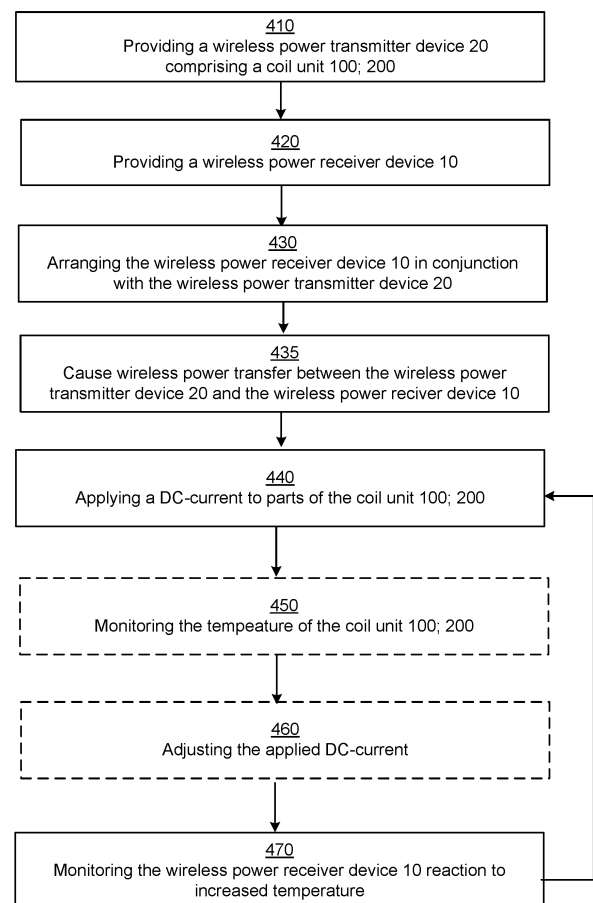 410
Providing a wireless power transmitter device 20
comprising a coil unit 100; 200
420
Providing a wireless power receiver device 10
430
Arranging the wireless power receiver device 10 in conjunction
with the wireless power transmitter device 20
435
Cause wireless power transfer between the wireless power
transmitter device 20 and the wireless power reciver device 10
440
Applying a DC-current to parts of the coil unit 100; 200
450
Monitoring the tempeature of the coil unit 100; 200
460
Adjusting the applied DC-current
470
Monitoring the wireless power receiver device 10 reaction to
increased temperature